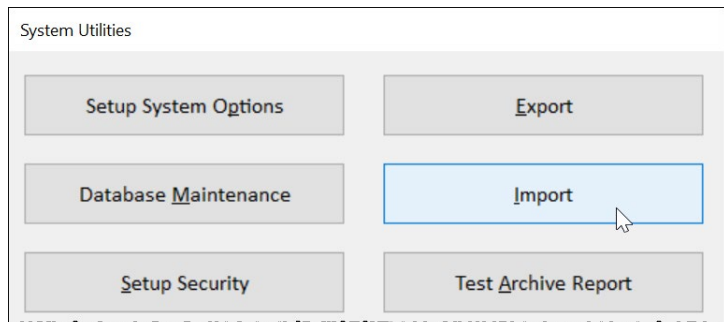 System Utilities
Setup System Options
Export
Database Maintenance
Import
Setup Security
Test Archive Report